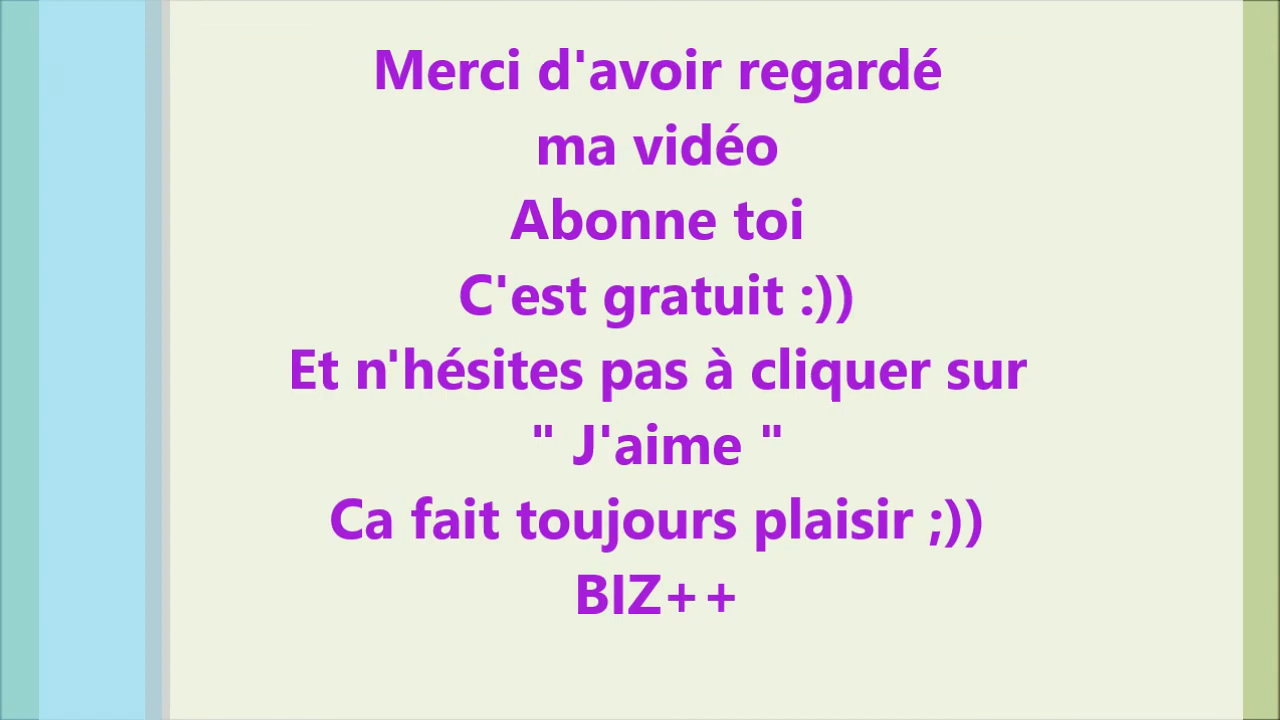 Merci d'avoir regardé
ma vidéo
Abonne toi
C'est gratuit :))
Et n'hésites pas à cliquer sur
" J'aime "
Ca fait toujours plaisir ;))
BIZ++